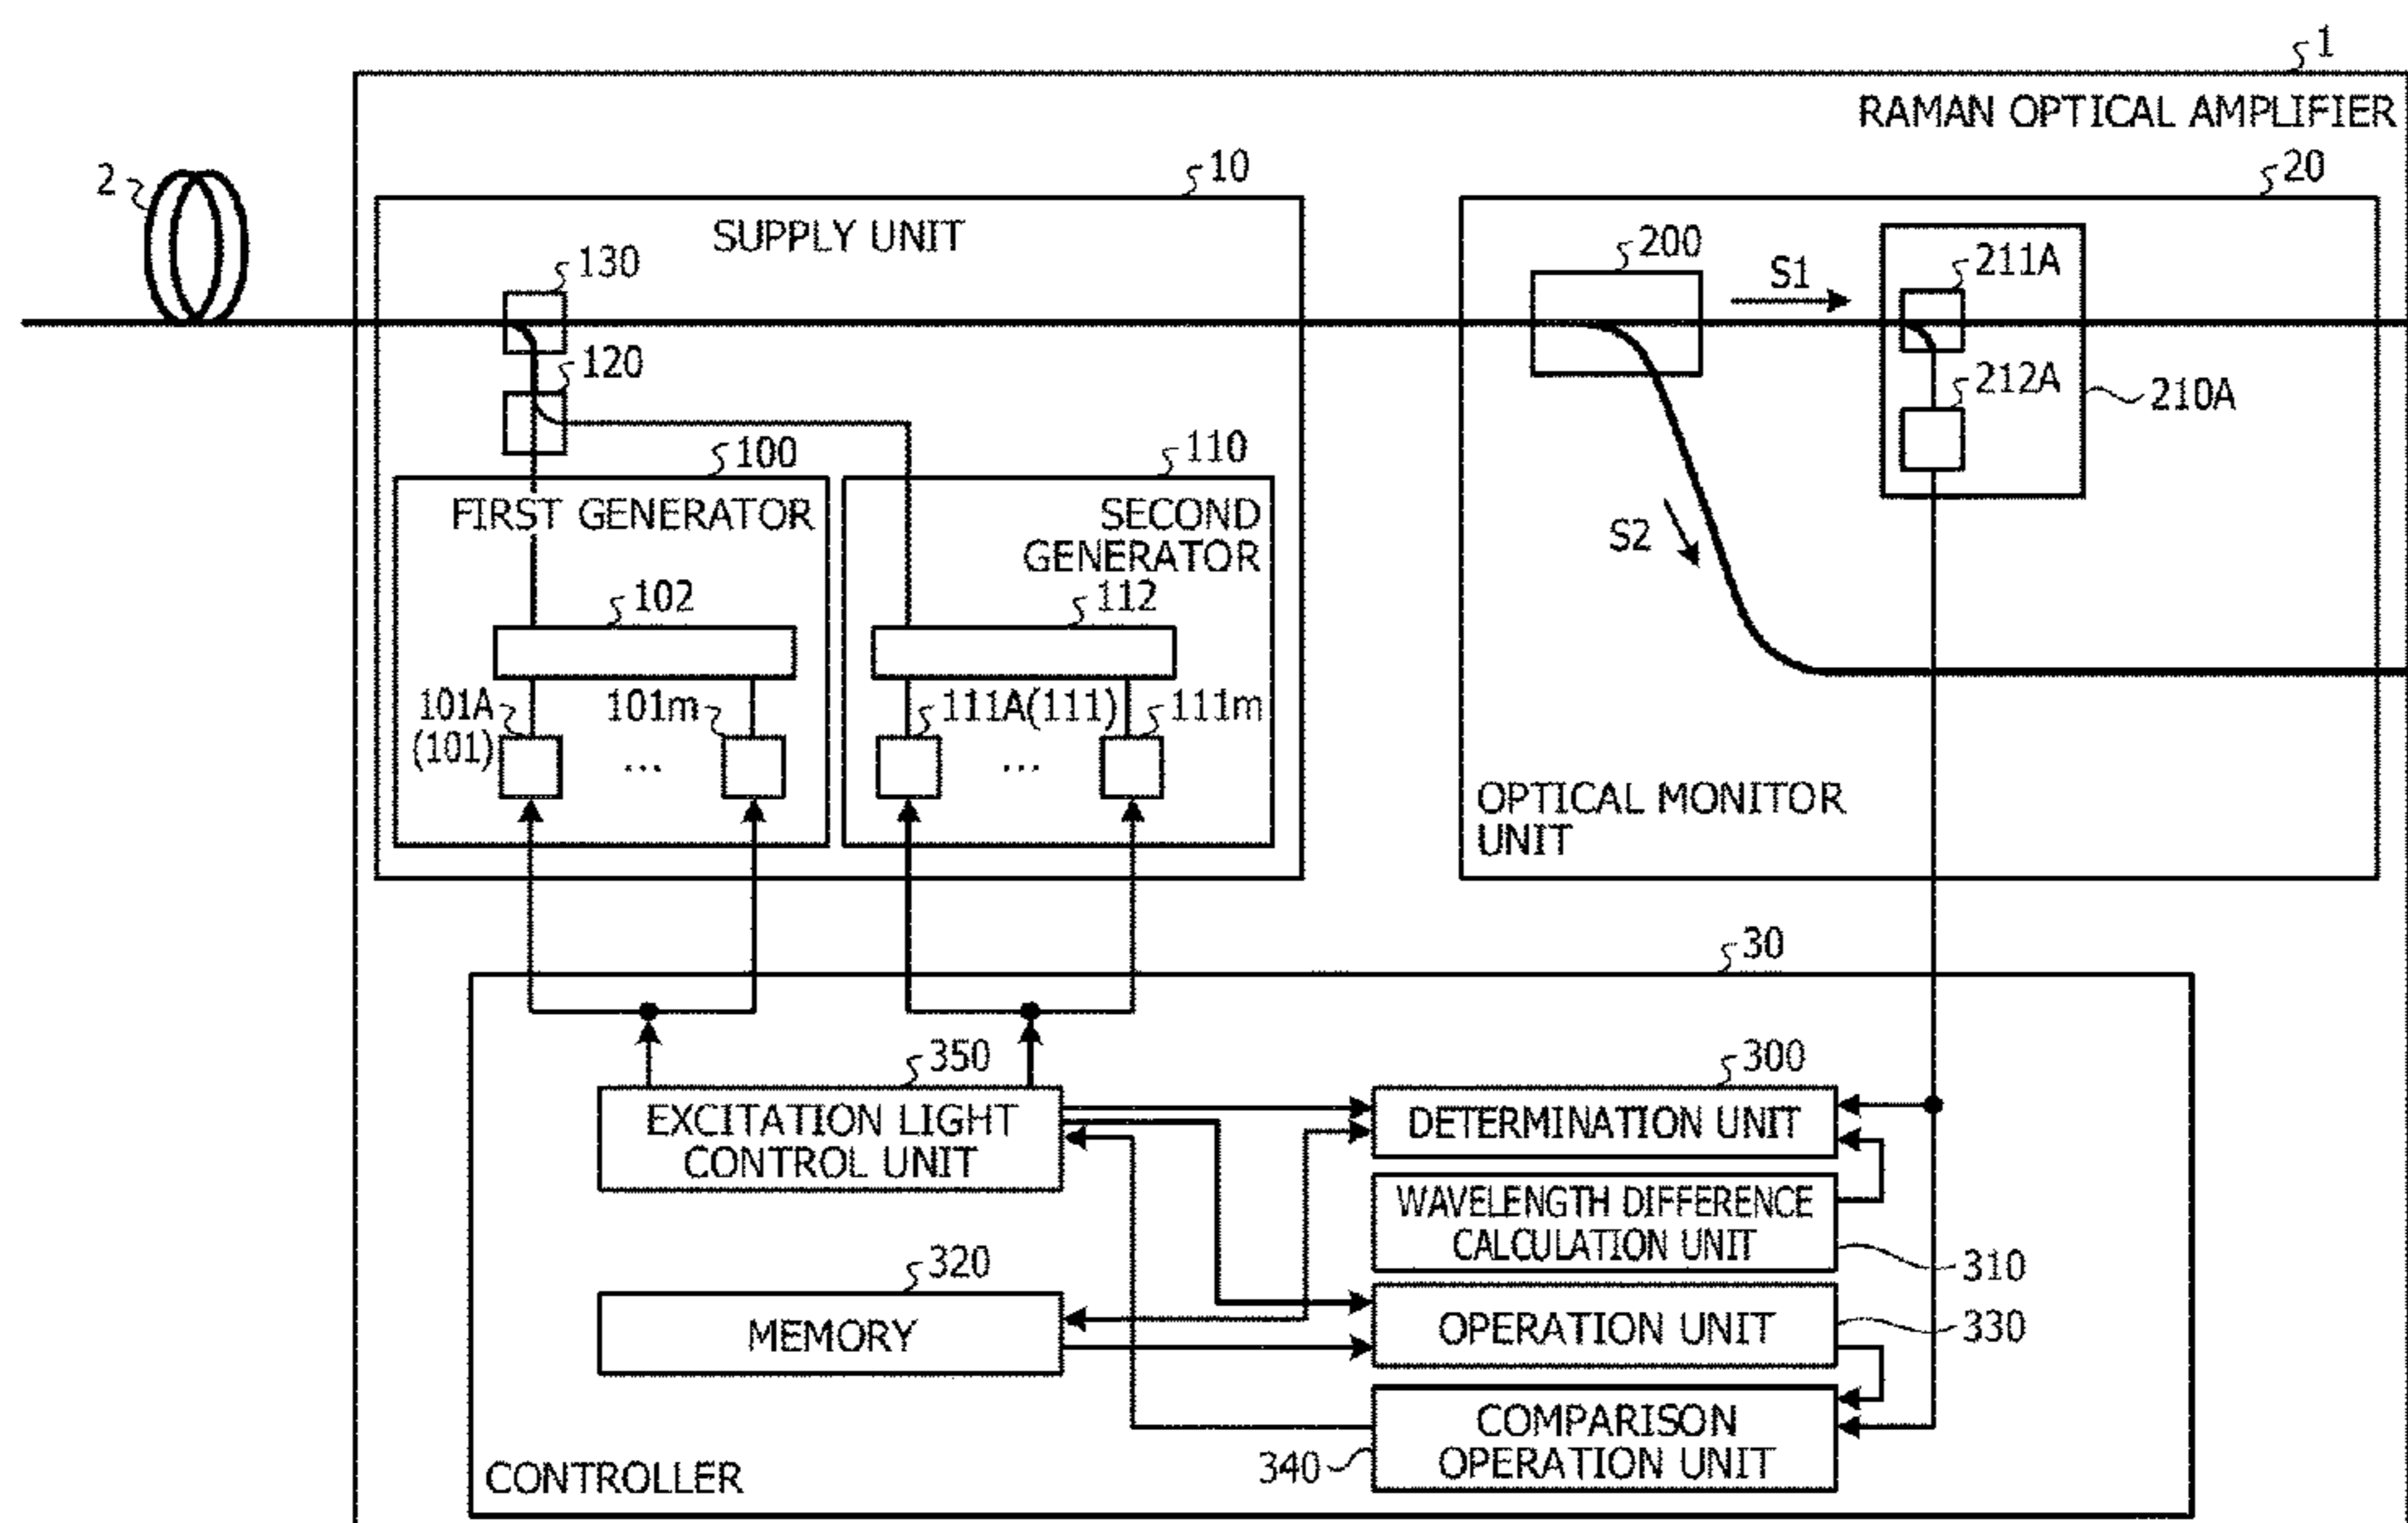 1
RAMAN OPTICAL AMPLIFIER
2
10
20
SUPPLY UNIT
130
200
S1
211A
120
212A
210A
100
110
FIRST GENERATOR
SECOND
GENERATOR
S2
102
112
101A
(101)
101m
111A(111)
111m
...
...
OPTICAL MONITOR
UNIT
30
350
300
EXCITATION LIGHT
CONTROL UNIT
DETERMINATION UNIT
WAVELENGTH DIFFERENCE
CALCULATION UNIT
310
320
MEMORY
OPERATION UNIT
330
COMPARISON
OPERATION UNIT
340
CONTROLLER